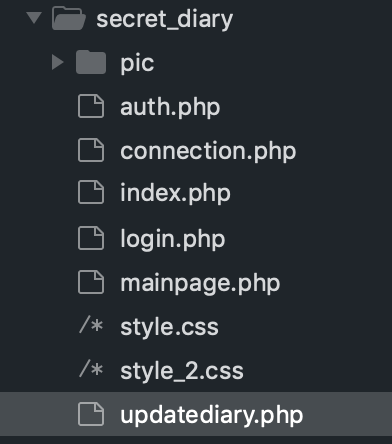 secret_diary
pic
auth.php
connection.php
index.php
login.php
mainpage.php
/* style.css
/* style_2.css
updatediary.php